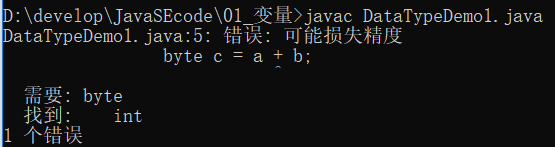 D:\develop\JavaSEcode\01_变量>javac DataTypeDemo1.java
DataTypeDemo1.java:5: 错误: 可能损失精度
byte c = a + b;
^
需要: byte
找到: int
1 个错误